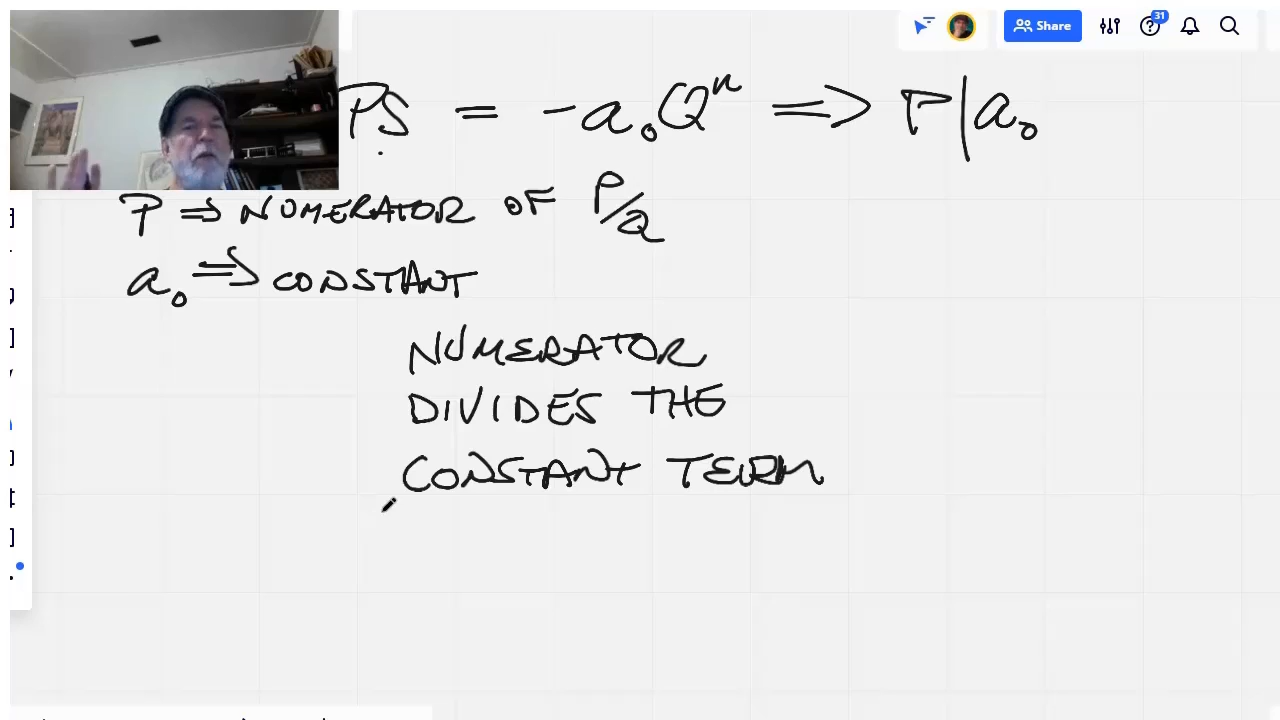 Share
31
PS = -a₀Qⁿ ⇒ P|a₀
P ⇒ NUMERATOR OF P/Q
a₀ ⇒ CONSTANT
NUMERATOR
DIVIDES THE
CONSTANT TERM